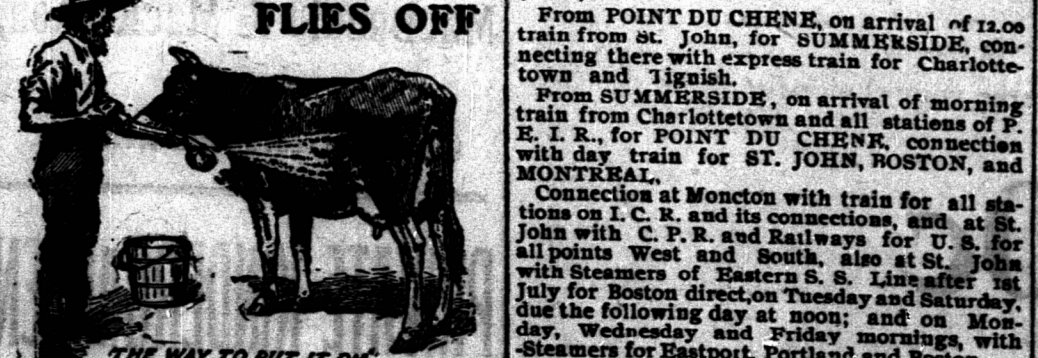 FLIES OFF
"THE WAY TO PUT IT ON"
From POINT DU CHENE, on arrival of 12.00
train from St. John, for SUMMERSIDE, con-
necting there with express train for Charlotte-
town and Tignish.
From SUMMERSIDE, on arrival of morning
train from Charlottetown and all stations of P.
E. I. R., for POINT DU CHENE, connection
with day train for ST. JOHN, BOSTON, and
MONTREAL.
Connection at Moncton with train for all sta-
tions on I. C. R. and its connections, and at St.
John with C. P. R. and Railways for U. S. for
all points West and South, also at St. John
with Steamers of Eastern S. S. Line after 1st
July for Boston direct, on Tuesday and Saturday,
due the following day at noon; and on Mon-
day, Wednesday and Friday mornings, with
Steamers for Eastport, Portland and